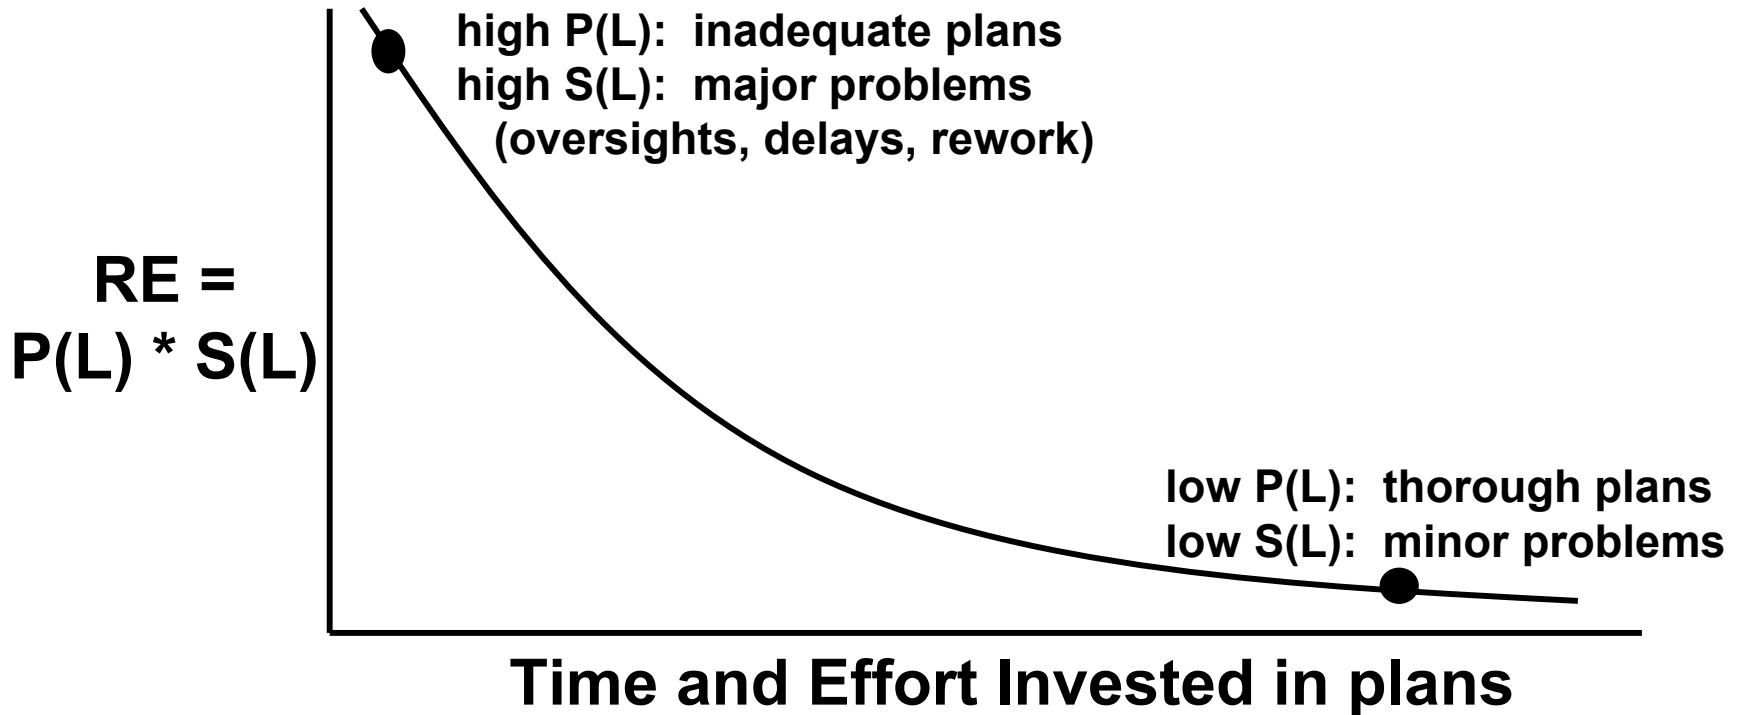 high P(L): inadequate plans
high S(L): major problems
(oversights, delays, rework)
RE =
P(L) * S(L)
low P(L): thorough plans
low S(L): minor problems
Time and Effort Invested in plans